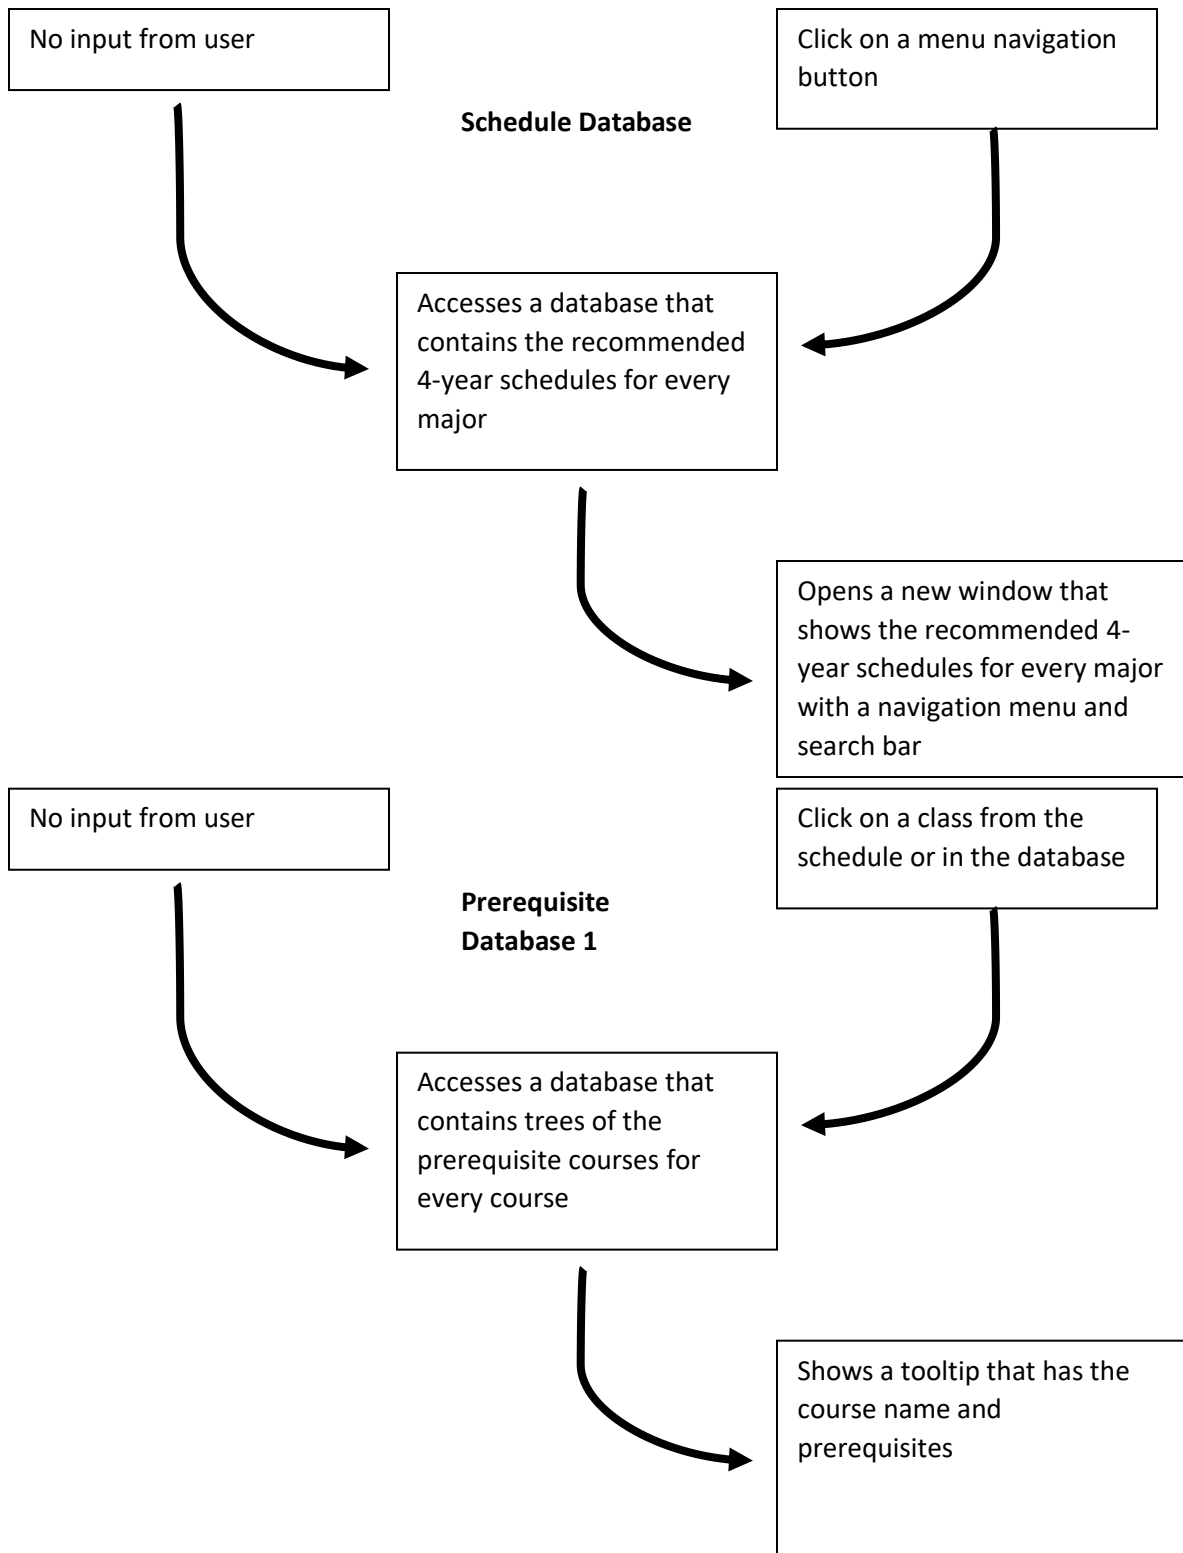 No input from user
Click on a menu navigation
button
Schedule Database
Accesses a database that
contains the recommended
4-year schedules for every
major
Opens a new window that
shows the recommended 4-
year schedules for every major
with a navigation menu and
search bar
No input from user
Click on a class from the
schedule or in the database
Prerequisite
Database 1
Accesses a database that
contains trees of the
prerequisite courses for
every course
Shows a tooltip that has the
course name and
prerequisites